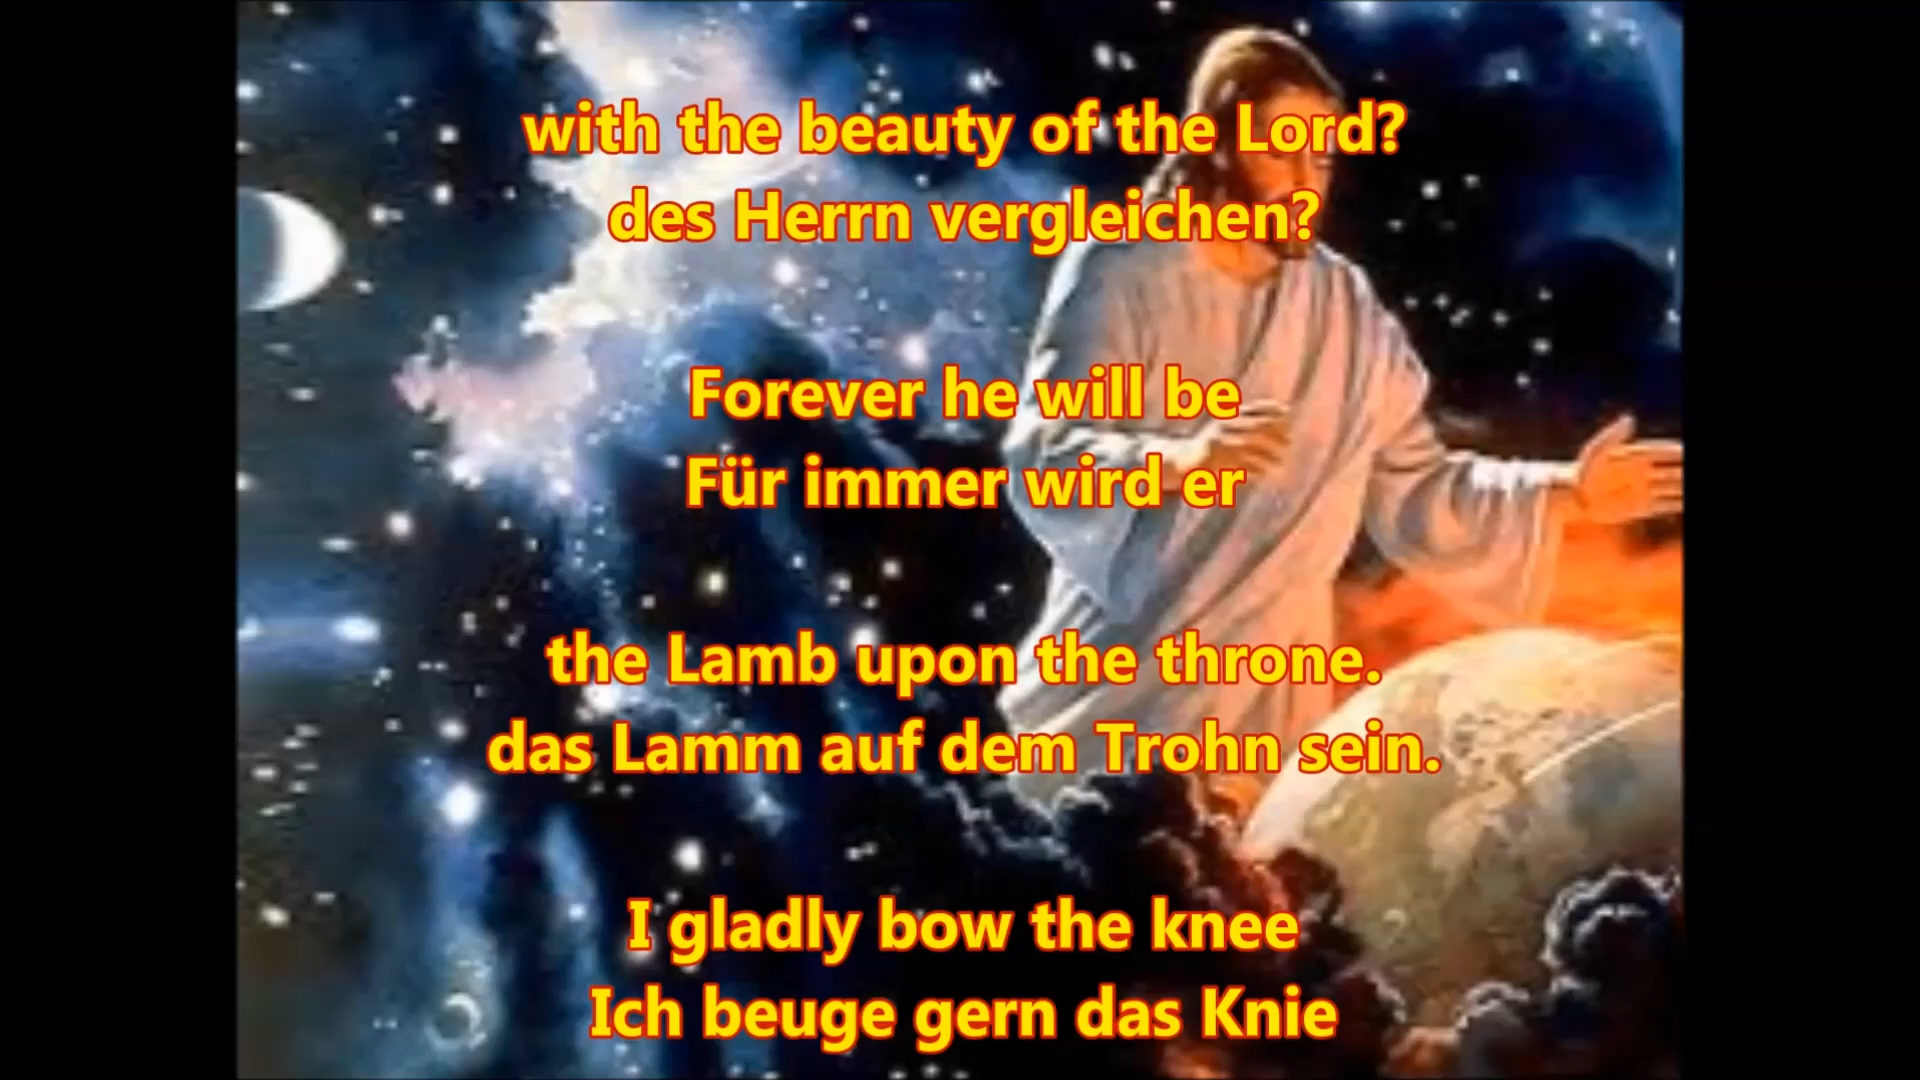 with the beauty of the Lord?
des Herrn vergleichen?
Forever he will be
Für immer wird er
the Lamb upon the throne.
das Lamm auf dem Trohn sein.
I gladly bow the knee
Ich beuge gern das Knie